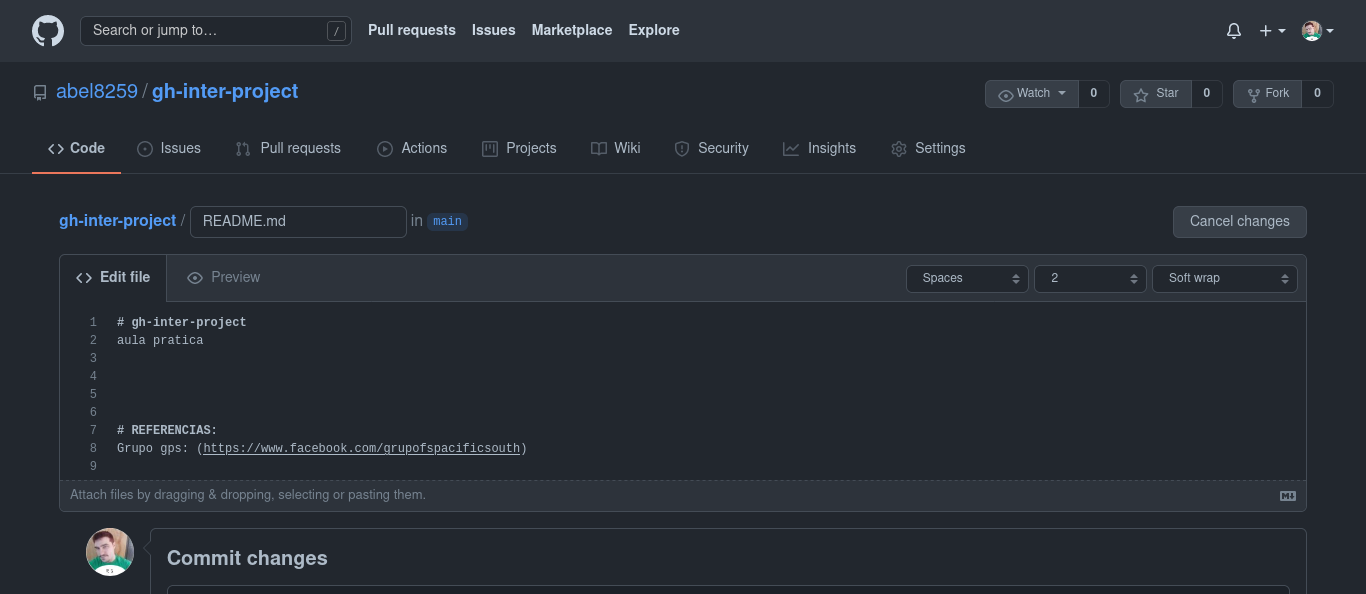 Search or jump to…
/
Pull requests
Issues
Marketplace
Explore
abel8259 / gh-inter-project
Watch 0
Star 0
Fork 0
Code
Issues
Pull requests
Actions
Projects
Wiki
Security
Insights
Settings
gh-inter-project / README.md in main
Cancel changes
Edit file
Preview
Spaces
2
Soft wrap
1 # gh-inter-project
2 aula pratica
3
4
5
6
7 # REFERENCIAS:
8 Grupo gps: (https://www.facebook.com/grupofspacificsouth)
9
Attach files by dragging & dropping, selecting or pasting them.
Commit changes